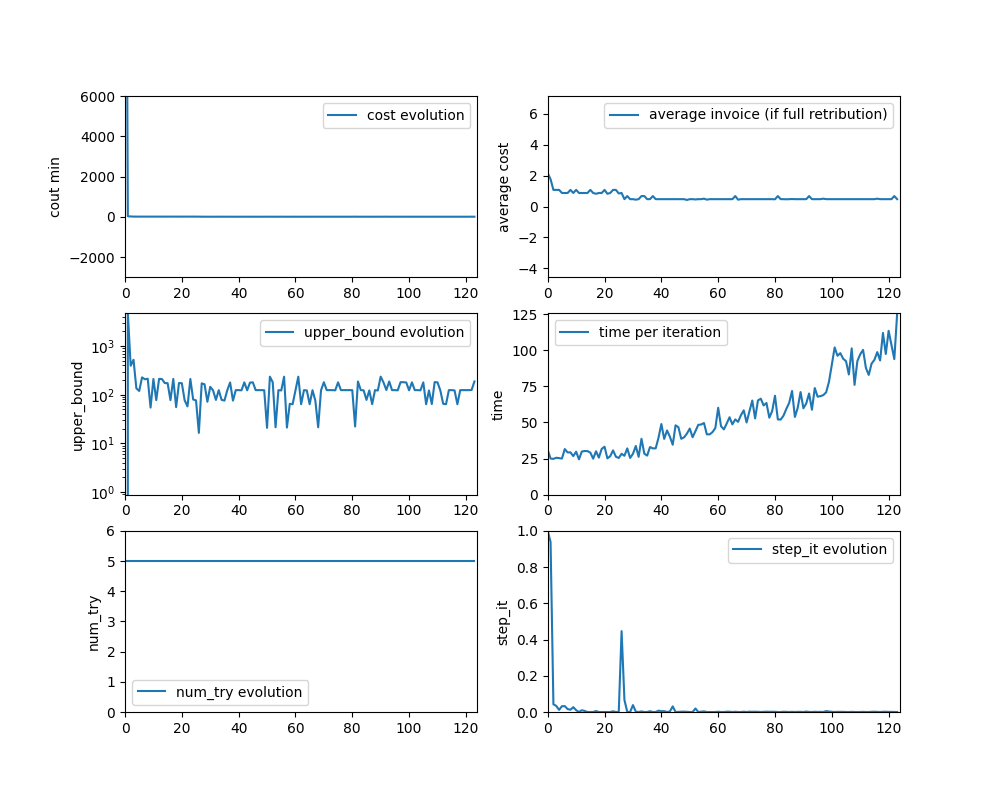 cost evolution
cout min
6000
4000
2000
0
−2000
0 20 40 60 80 100 120
average invoice (if full retribution)
average cost
6
4
2
0
−2
−4
0 20 40 60 80 100 120
upper_bound evolution
upper_bound
10³
10²
10¹
10⁰
0 20 40 60 80 100 120
time per iteration
time
125
100
75
50
25
0
0 20 40 60 80 100 120
num_try evolution
num_try
6
5
4
3
2
1
0
0 20 40 60 80 100 120
step_it evolution
step_it
1.0
0.8
0.6
0.4
0.2
0.0
0 20 40 60 80 100 120